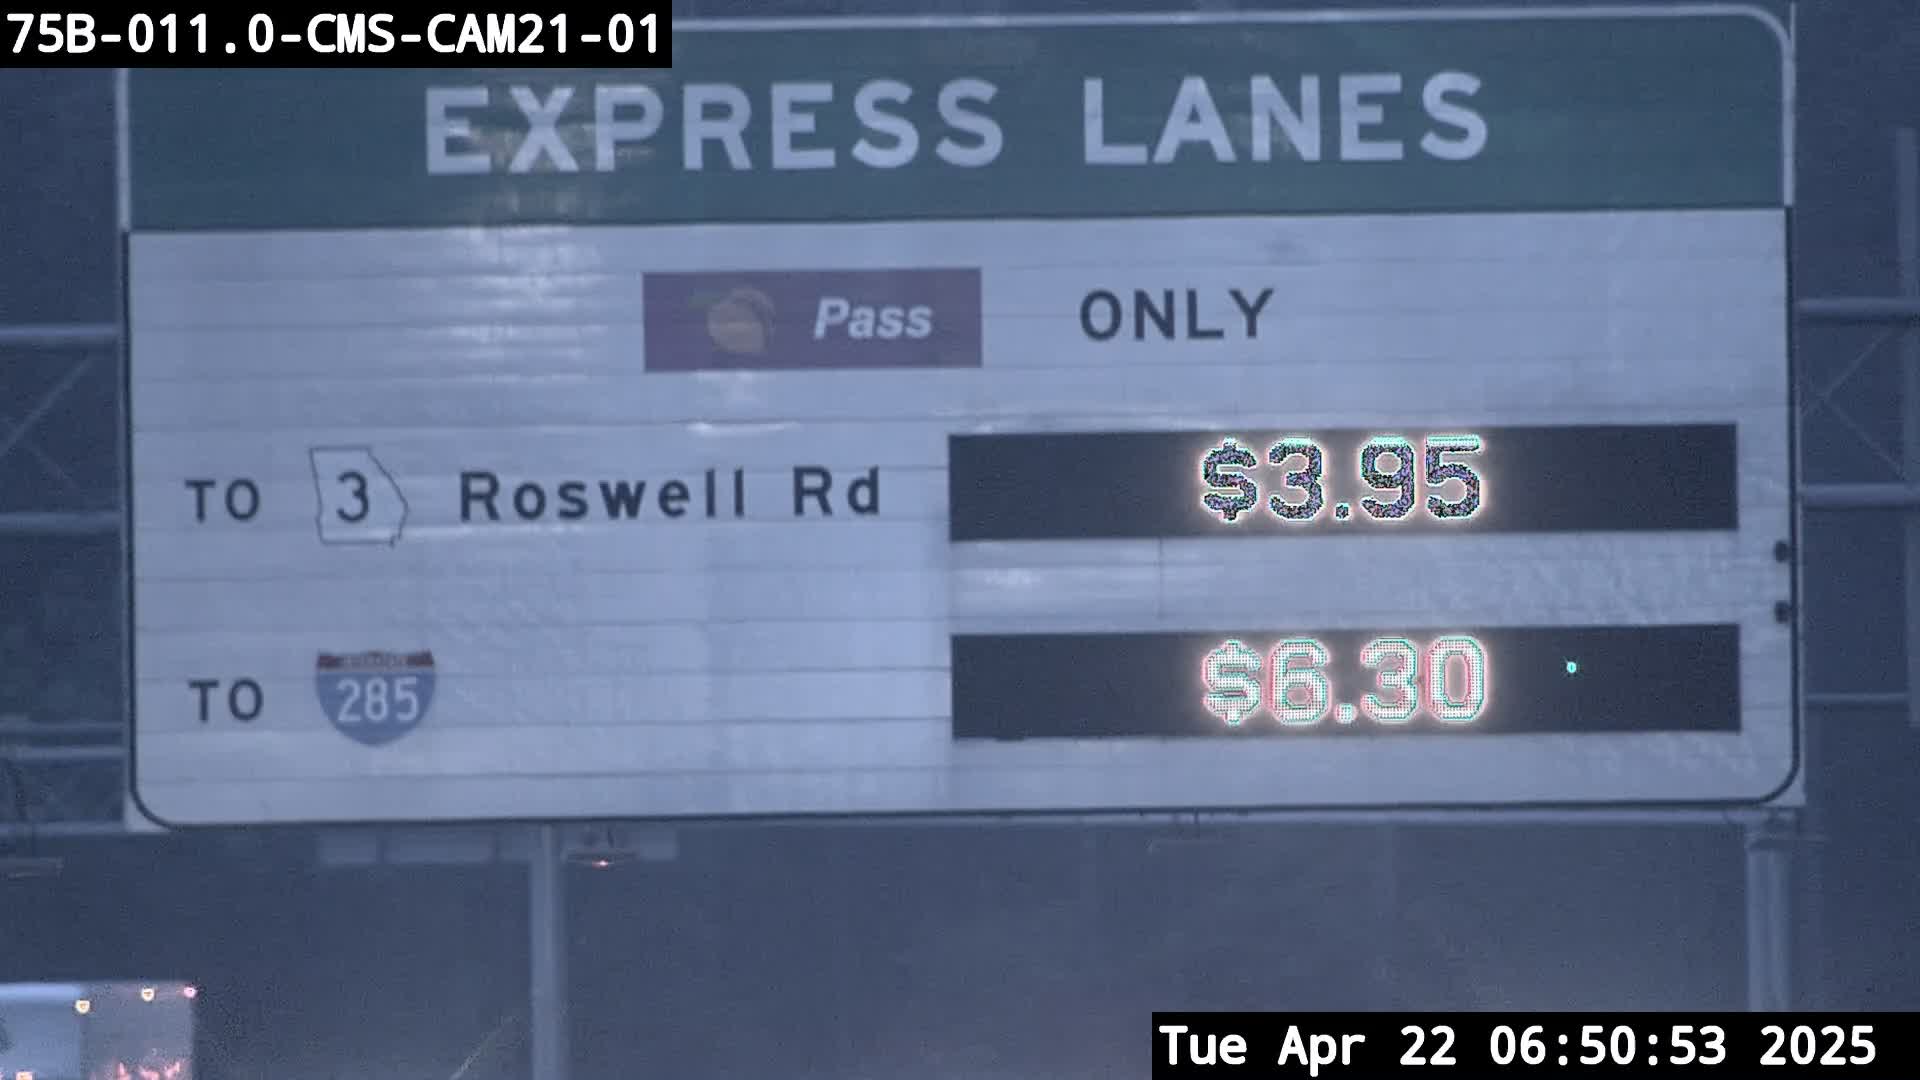 75B-011.0-CMS-CAM21-01
EXPRESS LANES
Pass ONLY
TO 3 Roswell Rd $3.95
TO 285 $6.30
Tue Apr 22 06:50:53 2025